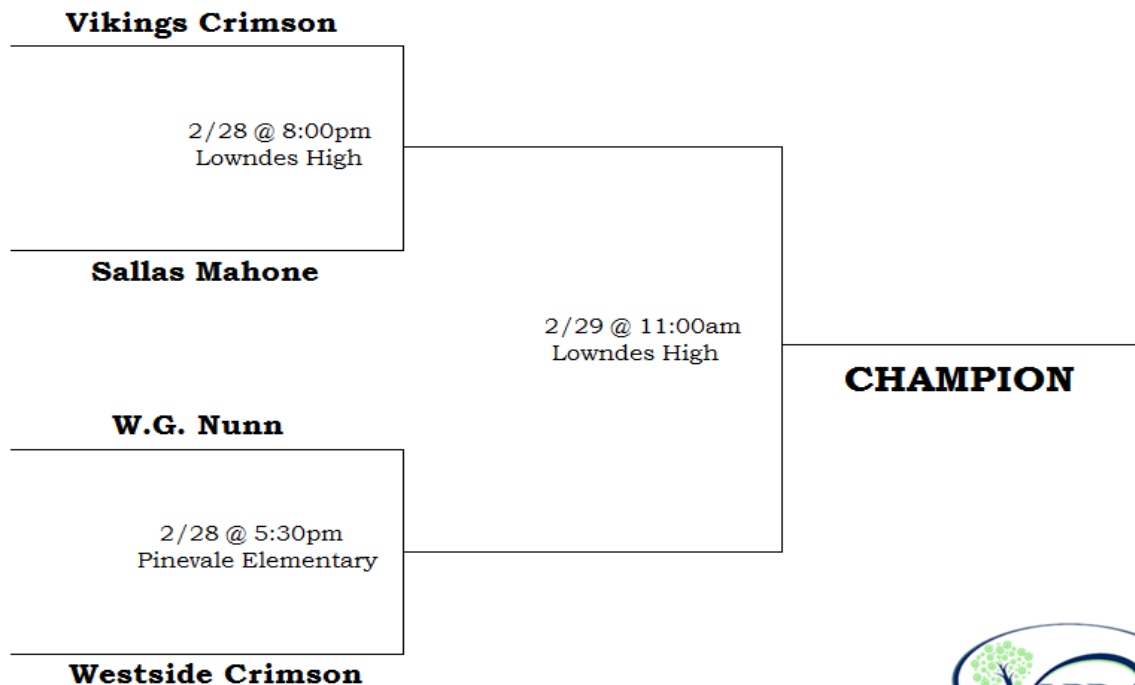 Vikings Crimson
2/28 @ 8:00pm
Lowndes High
Sallas Mahone
2/29 @ 11:00am
Lowndes High
CHAMPION
W.G. Nunn
2/28 @ 5:30pm
Pinevale Elementary
Westside Crimson